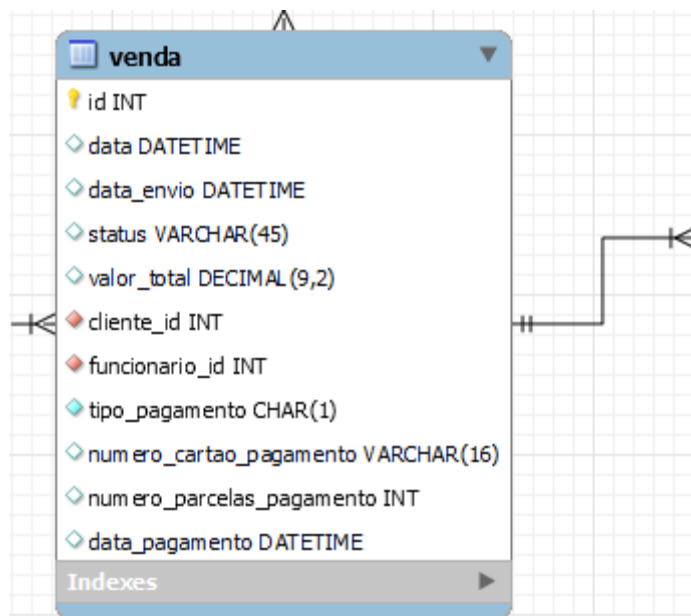 venda
id INT
data DATETIME
data_envio DATETIME
status VARCHAR(45)
valor_total DECIMAL(9,2)
cliente_id INT
funcionario_id INT
tipo_pagamento CHAR(1)
numero_cartao_pagamento VARCHAR(16)
numero_parcelas_pagamento INT
data_pagamento DATETIME
Indexes